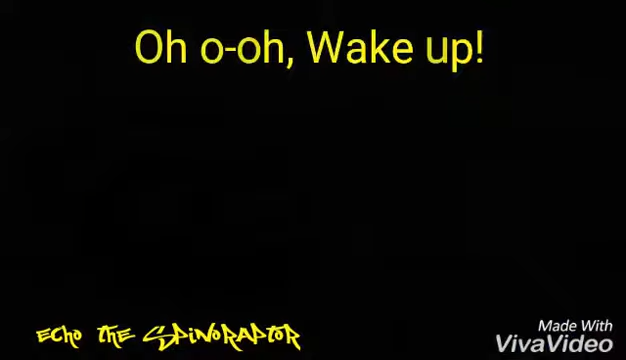 Oh o-oh, Wake up!
Echo the Spinoraptor
Made With
VivaVideo